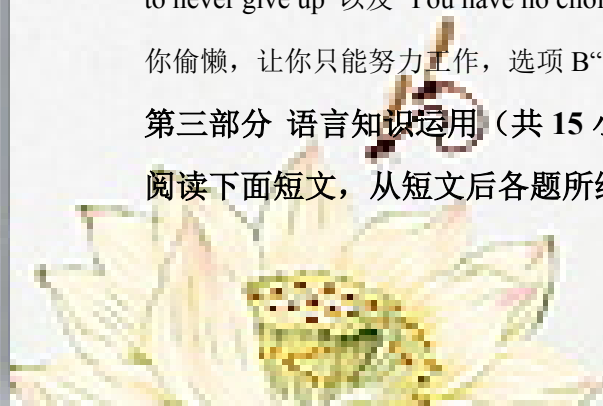 to never give up”以及“You have no
你偷懒，让你只能努力工作，选项 B“
第三部分 语言知识运用（共 15
阅读下面短文，从短文后各题所